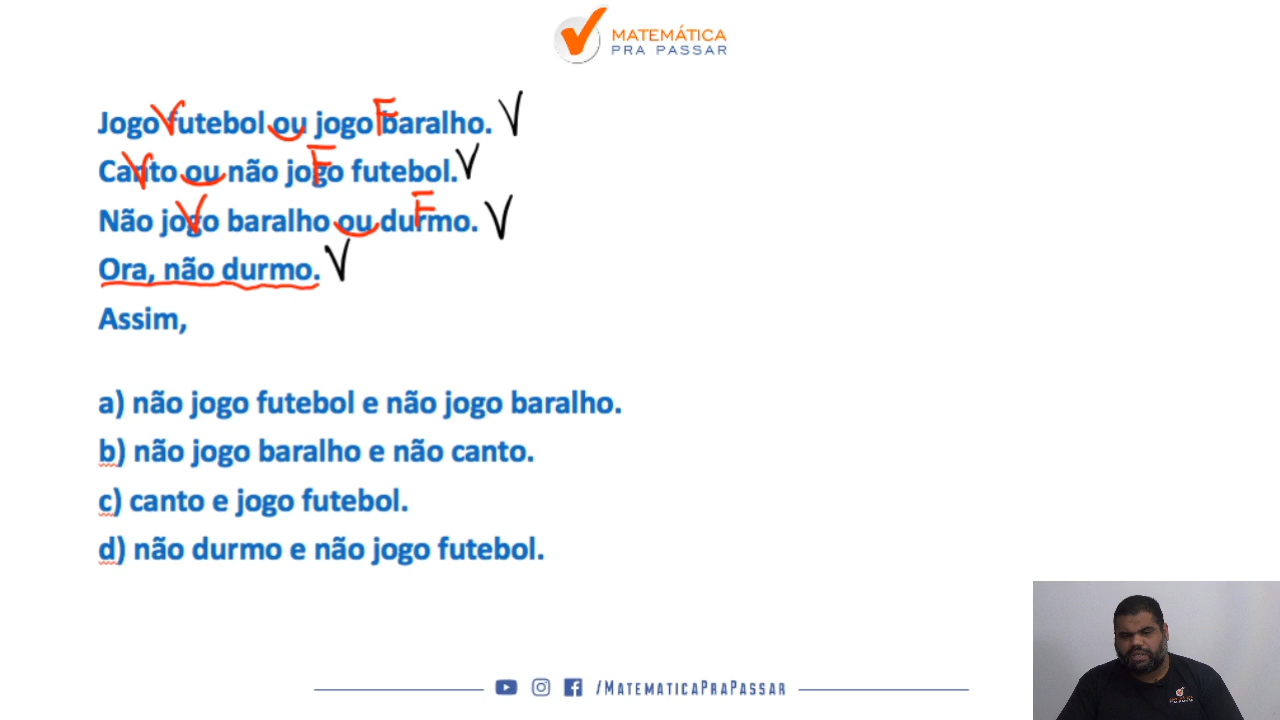 MATEMÁTICA
PRA PASSAR
Jogo futebol ou jogo baralho. V
V F
Canto ou não jogo futebol. V
V F
Não jogo baralho ou durmo. V
V F
Ora, não durmo. V
Assim,
a) não jogo futebol e não jogo baralho.
b) não jogo baralho e não canto.
c) canto e jogo futebol.
d) não durmo e não jogo futebol.
/MATEMATICAPRAPASSAR